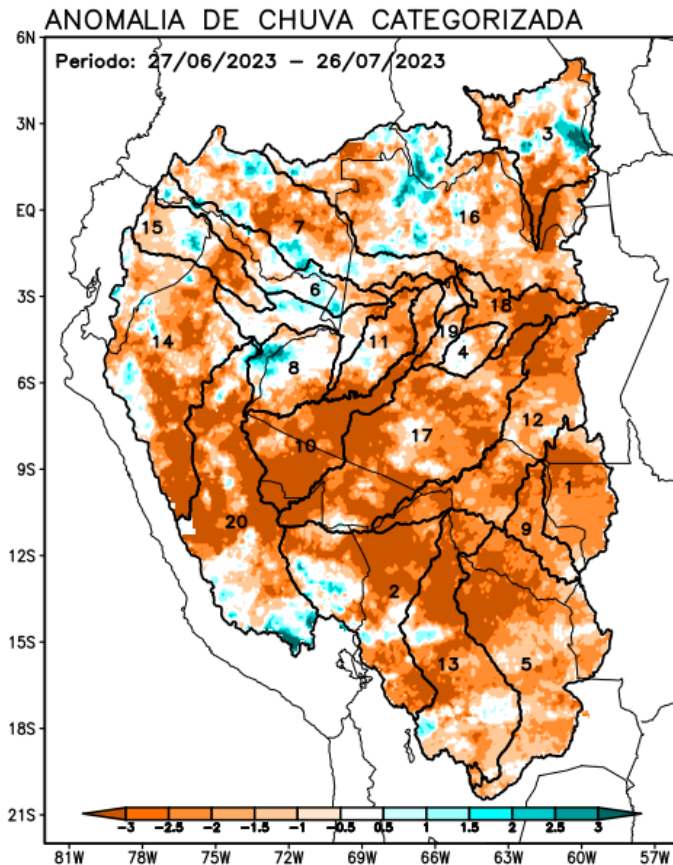 ANOMALIA DE CHUVA CATEGORIZADA
6N
Periodo: 27/06/2023 – 26/07/2023
3N
3
EQ
15
7
16
3S
6
18
14
11
19
4
8
6S
12
10
17
9S
1
20
9
12S
2
15S
13
5
18S
21S
-3 -2.5 -2 -1.5 -1 -0.5 0.5 1 1.5 2 2.5 3
81W 78W 75W 72W 69W 66W 63W 60W 57W